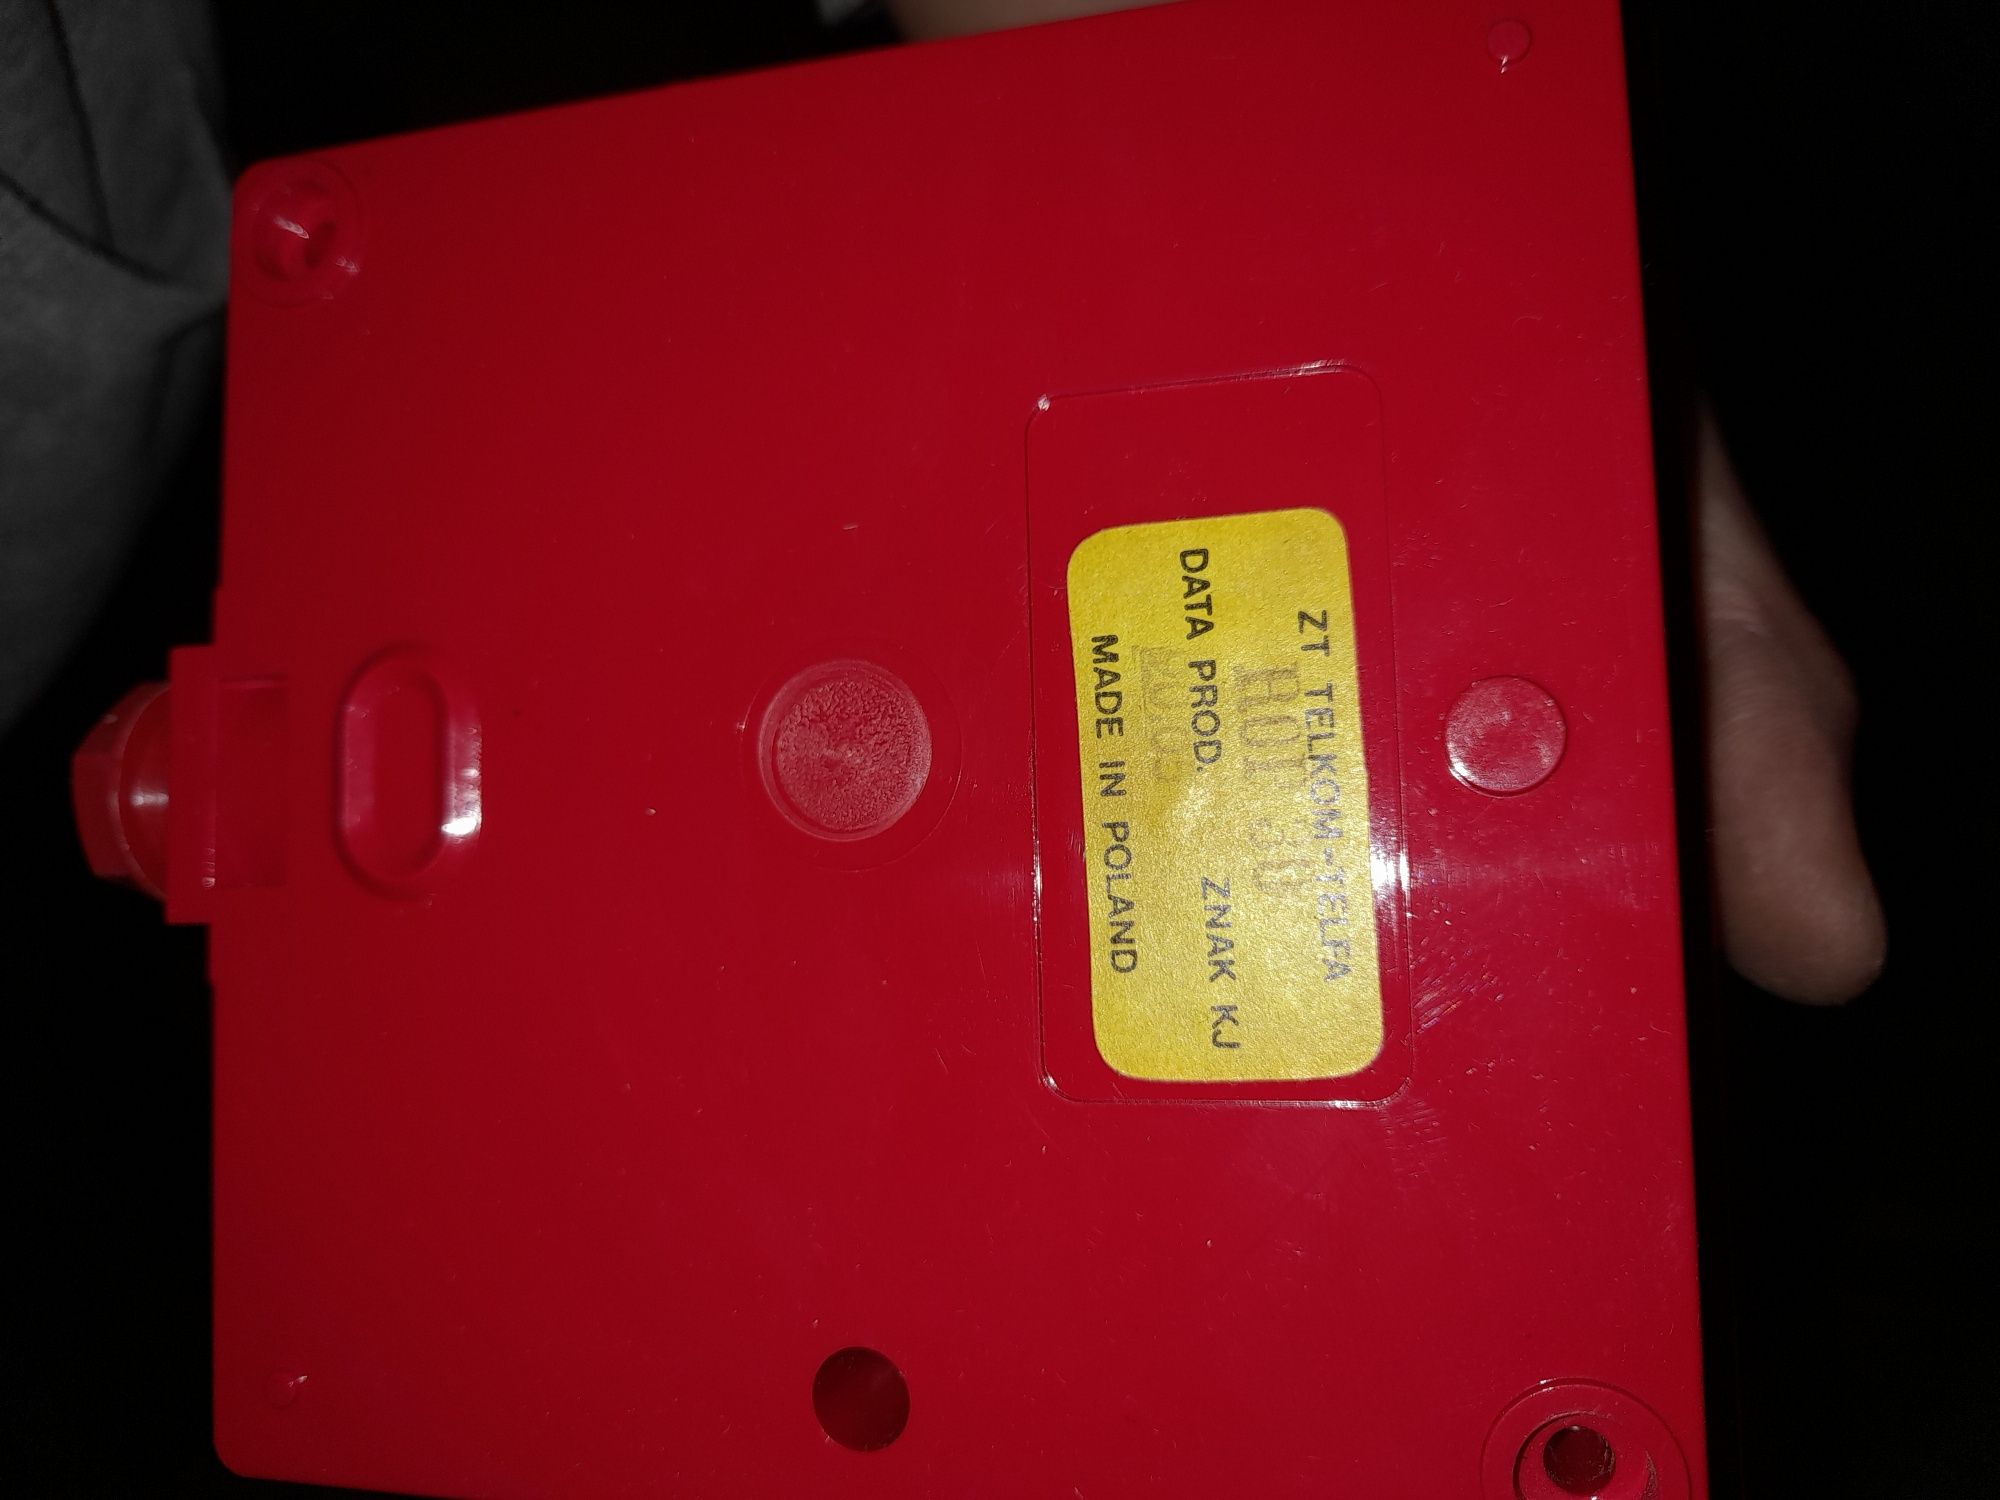 ZT TELKOM-TELFA
DATA PROD. ZNAK KJ
MADE IN POLAND